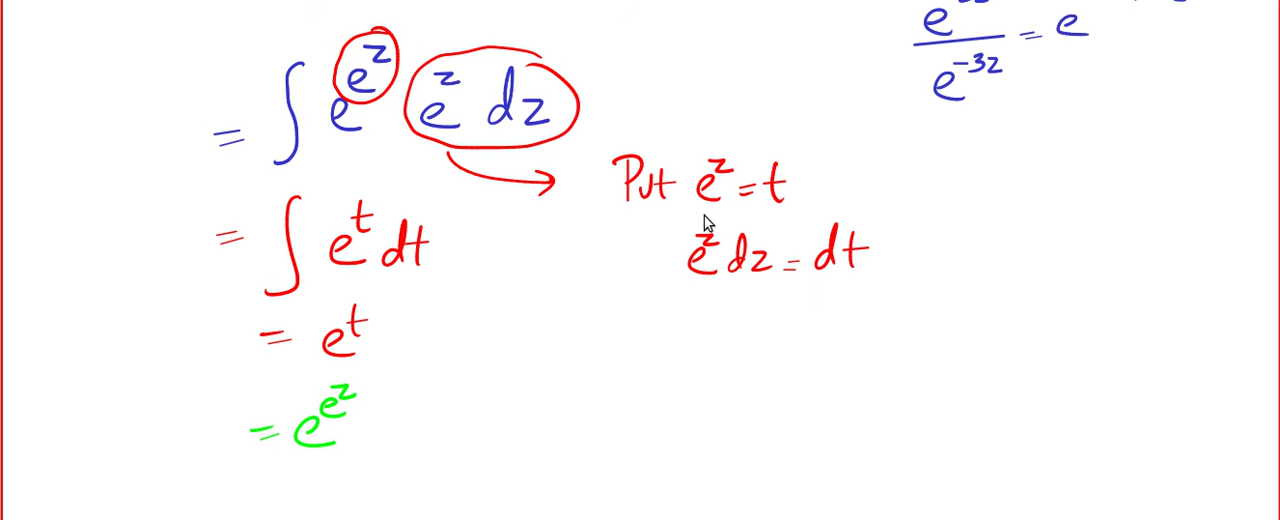 = ∫ e^{e^z} e^z dz
e / e^{-3z} = e
Put e^z = t
= ∫ e^t dt
e^z dz = dt
= e^t
= e^{e^z}